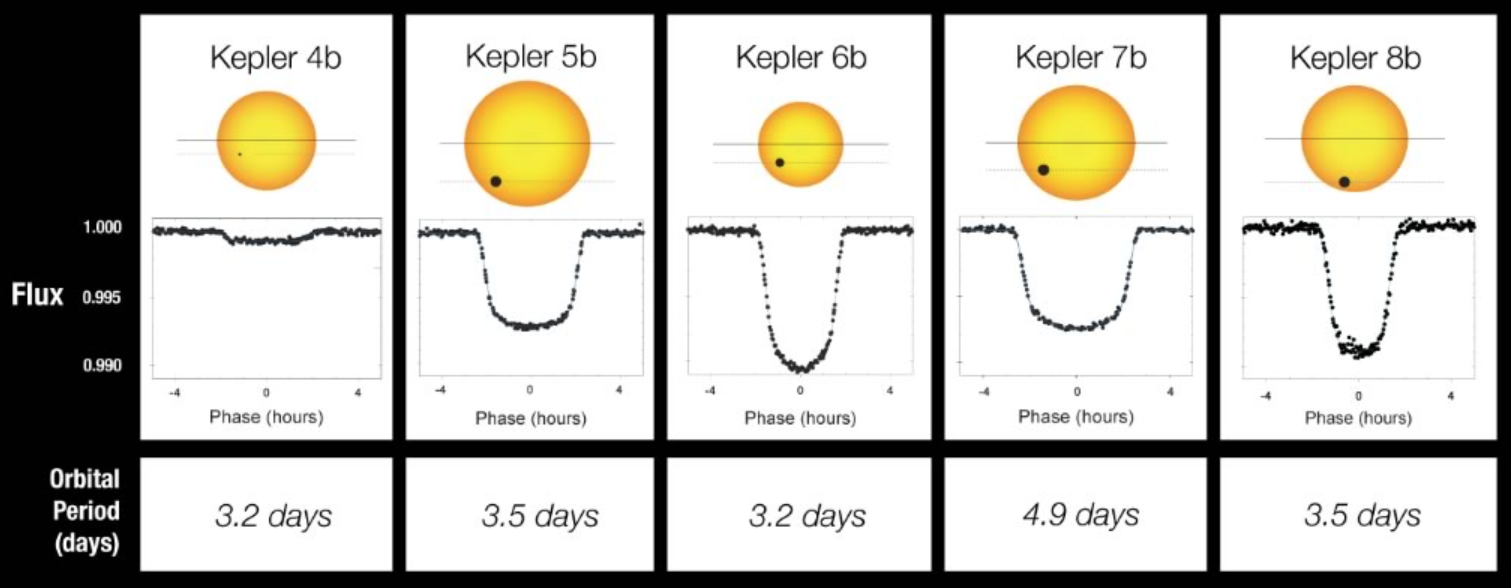 Kepler 4b
Kepler 5b
Kepler 6b
Kepler 7b
Kepler 8b
Flux
1.000
0.995
0.990
-4 0 4
Phase (hours)
-4 0 4
Phase (hours)
-4 0 4
Phase (hours)
-4 0 4
Phase (hours)
-4 0 4
Phase (hours)
Orbital
Period
(days)
3.2 days
3.5 days
3.2 days
4.9 days
3.5 days